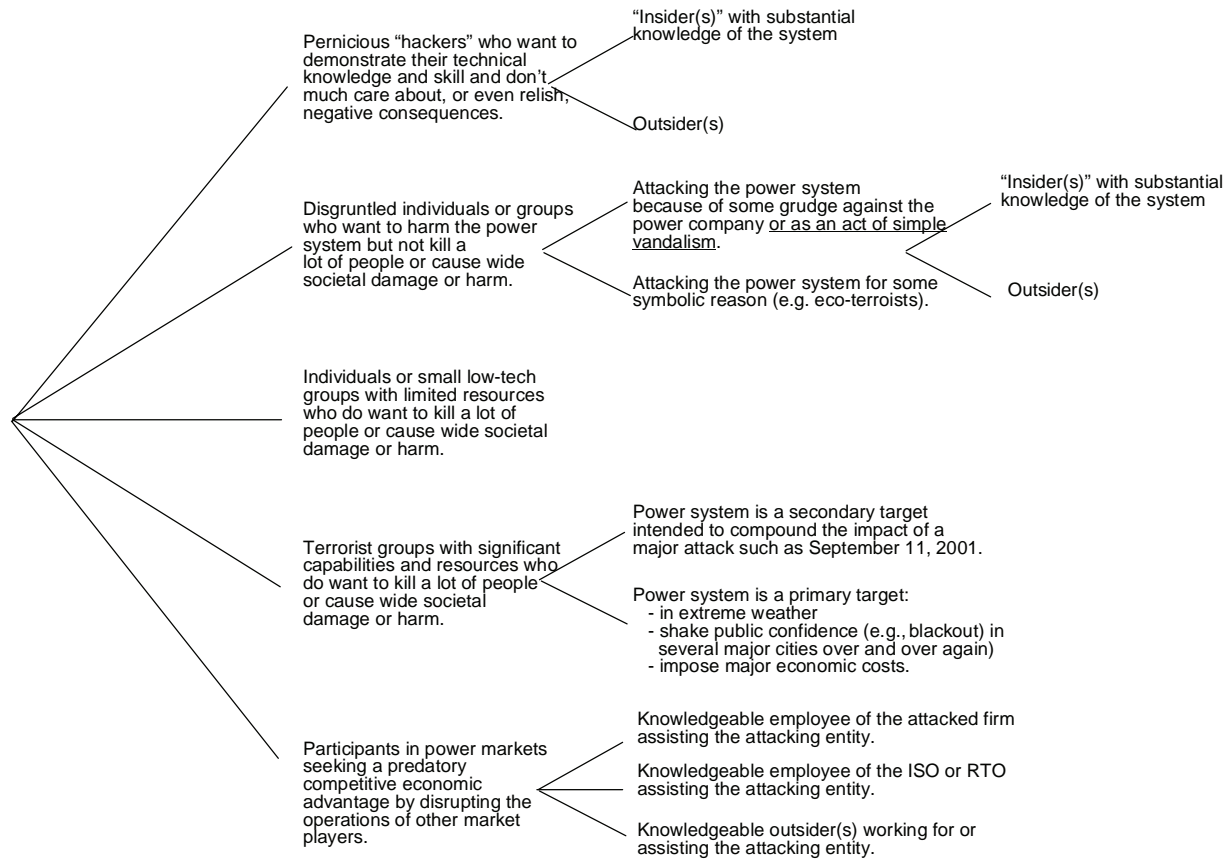 Pernicious “hackers” who want to
demonstrate their technical
knowledge and skill and don’t
much care about, or even relish,
negative consequences.
“Insider(s)” with substantial
knowledge of the system
Outsider(s)
Disgruntled individuals or groups
who want to harm the power
system but not kill a
lot of people or cause wide
societal damage or harm.
Attacking the power system
because of some grudge against the
power company or as an act of simple
vandalism.
Attacking the power system for some
symbolic reason (e.g. eco-terroists).
“Insider(s)” with substantial
knowledge of the system
Outsider(s)
Individuals or small low-tech
groups with limited resources
who do want to kill a lot of
people or cause wide societal
damage or harm.
Terrorist groups with significant
capabilities and resources who
do want to kill a lot of people
or cause wide societal
damage or harm.
Power system is a secondary target
intended to compound the impact of a
major attack such as September 11, 2001.
Power system is a primary target:
- in extreme weather
- shake public confidence (e.g., blackout) in
several major cities over and over again)
- impose major economic costs.
Participants in power markets
seeking a predatory
competitive economic
advantage by disrupting the
operations of other market
players.
Knowledgeable employee of the attacked firm
assisting the attacking entity.
Knowledgeable employee of the ISO or RTO
assisting the attacking entity.
Knowledgeable outsider(s) working for or
assisting the attacking entity.